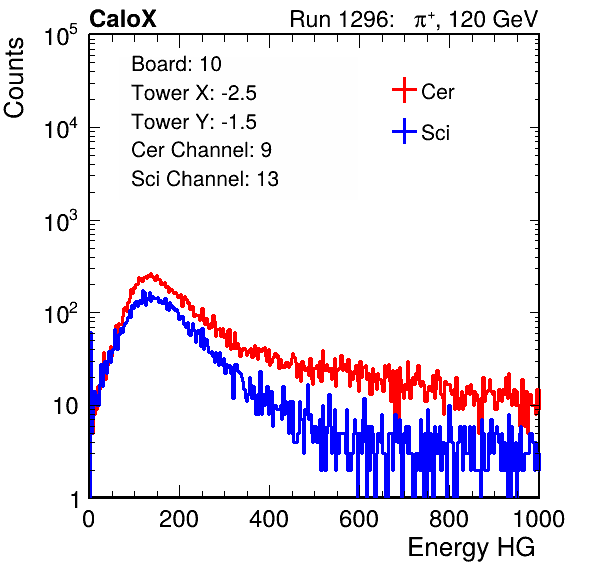 CaloX Run 1296: π⁺, 120 GeV
Counts
10⁵
10⁴
10³
10²
10
1
Board: 10
Tower X: -2.5
Tower Y: -1.5
Cer Channel: 9
Sci Channel: 13
Cer
Sci
0 200 400 600 800 1000
Energy HG